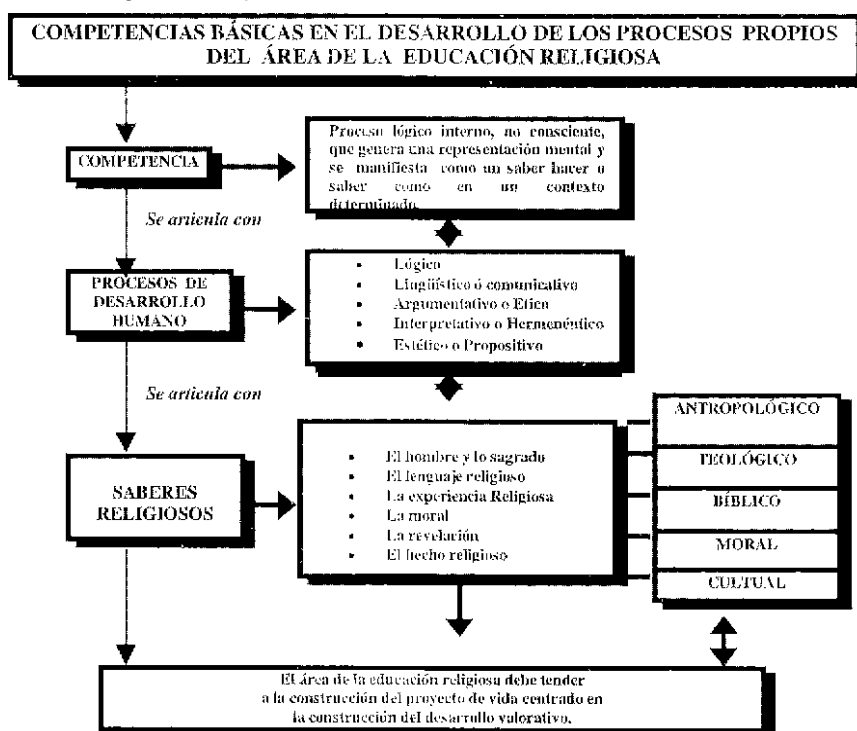 COMPETENCIAS BÁSICAS EN EL DESARROLLO DE LOS PROCESOS PROPIOS
DEL ÁREA DE LA EDUCACIÓN RELIGIOSA
COMPETENCIA
Proceso lógico interno, no consciente,
que genera una representación mental y
se manifiesta como un saber hacer o
saber como en un contexto
determinado.
Se articula con
PROCESOS DE
DESARROLLO
HUMANO
• Lógico
• Lingüístico ó comunicativo
• Argumentativo o Etica
• Interpretativo o Hermenéutico
• Estético o Propositivo
Se articula con
SABERES
RELIGIOSOS
• El hombre y lo sagrado
• El lenguaje religioso
• La experiencia Religiosa
• La moral
• La revelación
• El hecho religioso
ANTROPOLÓGICO
TEOLÓGICO
BÍBLICO
MORAL
CULTUAL
El Área de la educación religiosa debe tender
a la construcción del proyecto de vida centrado en
la construcción del desarrollo valorativo.